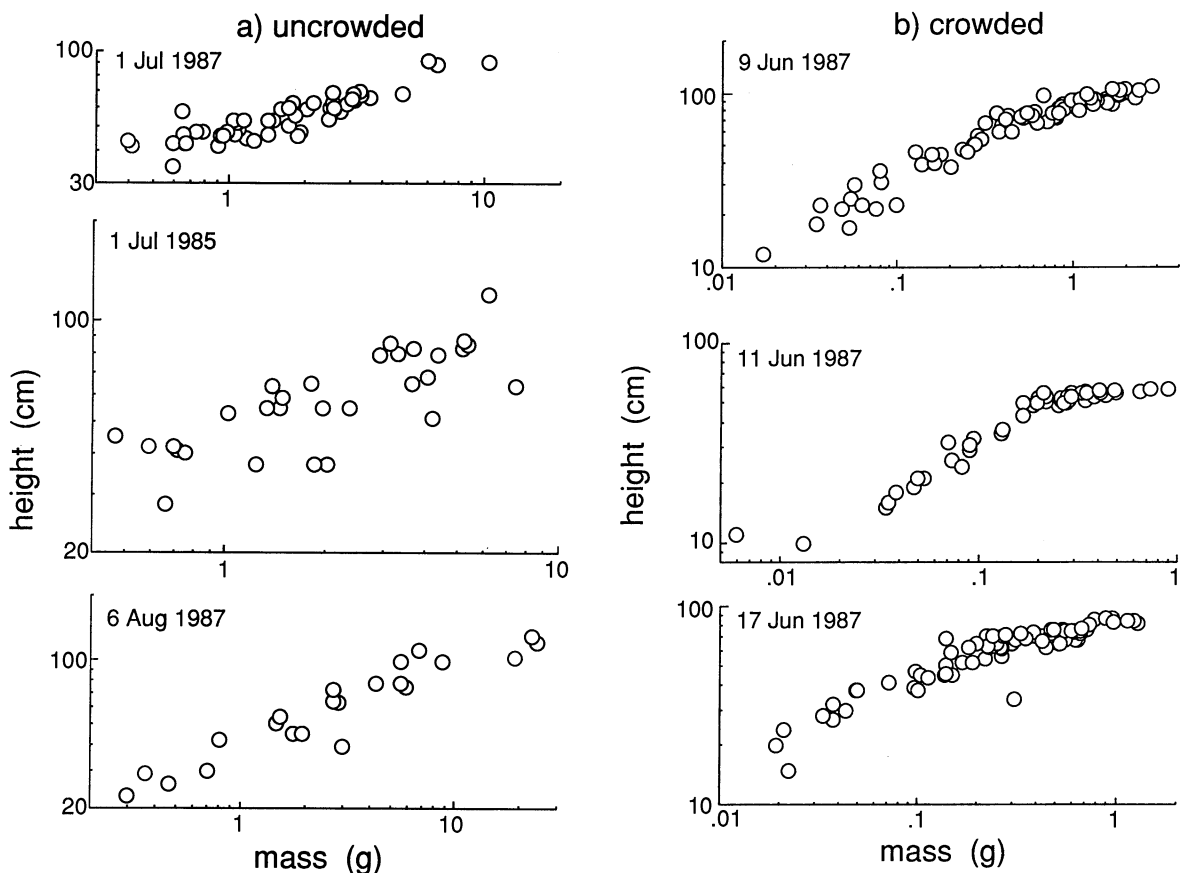 a) uncrowded
100
1 Jul 1987
30
1
10
1 Jul 1985
100
20
1
10
6 Aug 1987
100
20
1
10
height (cm)
mass (g)
b) crowded
9 Jun 1987
100
10
.01
.1
1
100
11 Jun 1987
10
.01
.1
1
100
17 Jun 1987
10
.01
.1
1
height (cm)
mass (g)